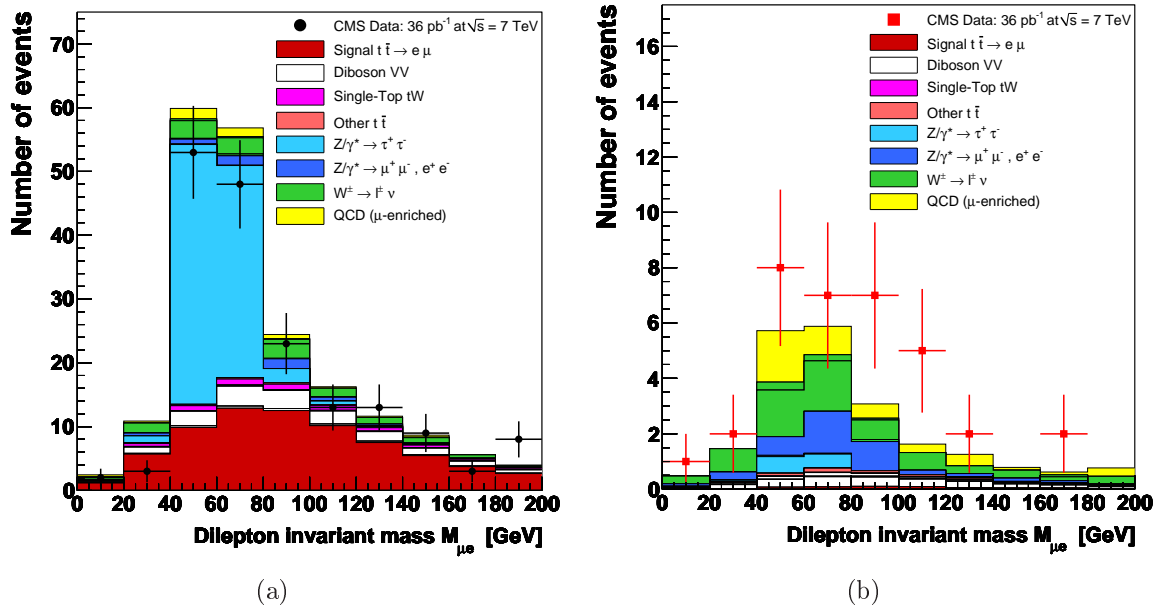 CMS Data: 36 pb⁻¹ at √s = 7 TeV
Signal t t̄ → e μ
Diboson VV
Single-Top tW
Other t t̄
Z/γ* → τ⁺ τ⁻
Z/γ* → μ⁺ μ⁻ , e⁺ e⁻
W± → l± ν
QCD (μ-enriched)
Number of events
70
60
50
40
30
20
10
0
0 20 40 60 80 100 120 140 160 180 200
Dilepton invariant mass M_μe [GeV]
(a)
CMS Data: 36 pb⁻¹ at √s = 7 TeV
Signal t t̄ → e μ
Diboson VV
Single-Top tW
Other t t̄
Z/γ* → τ⁺ τ⁻
Z/γ* → μ⁺ μ⁻ , e⁺ e⁻
W± → l± ν
QCD (μ-enriched)
Number of events
16
14
12
10
8
6
4
2
0
0 20 40 60 80 100 120 140 160 180 200
Dilepton invariant mass M_μe [GeV]
(b)